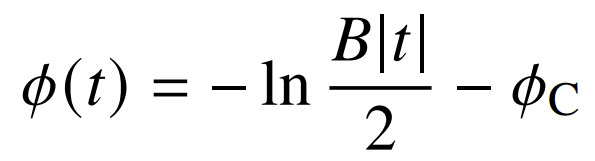 ϕ(t) = − ln B|t|/2 − ϕ_C